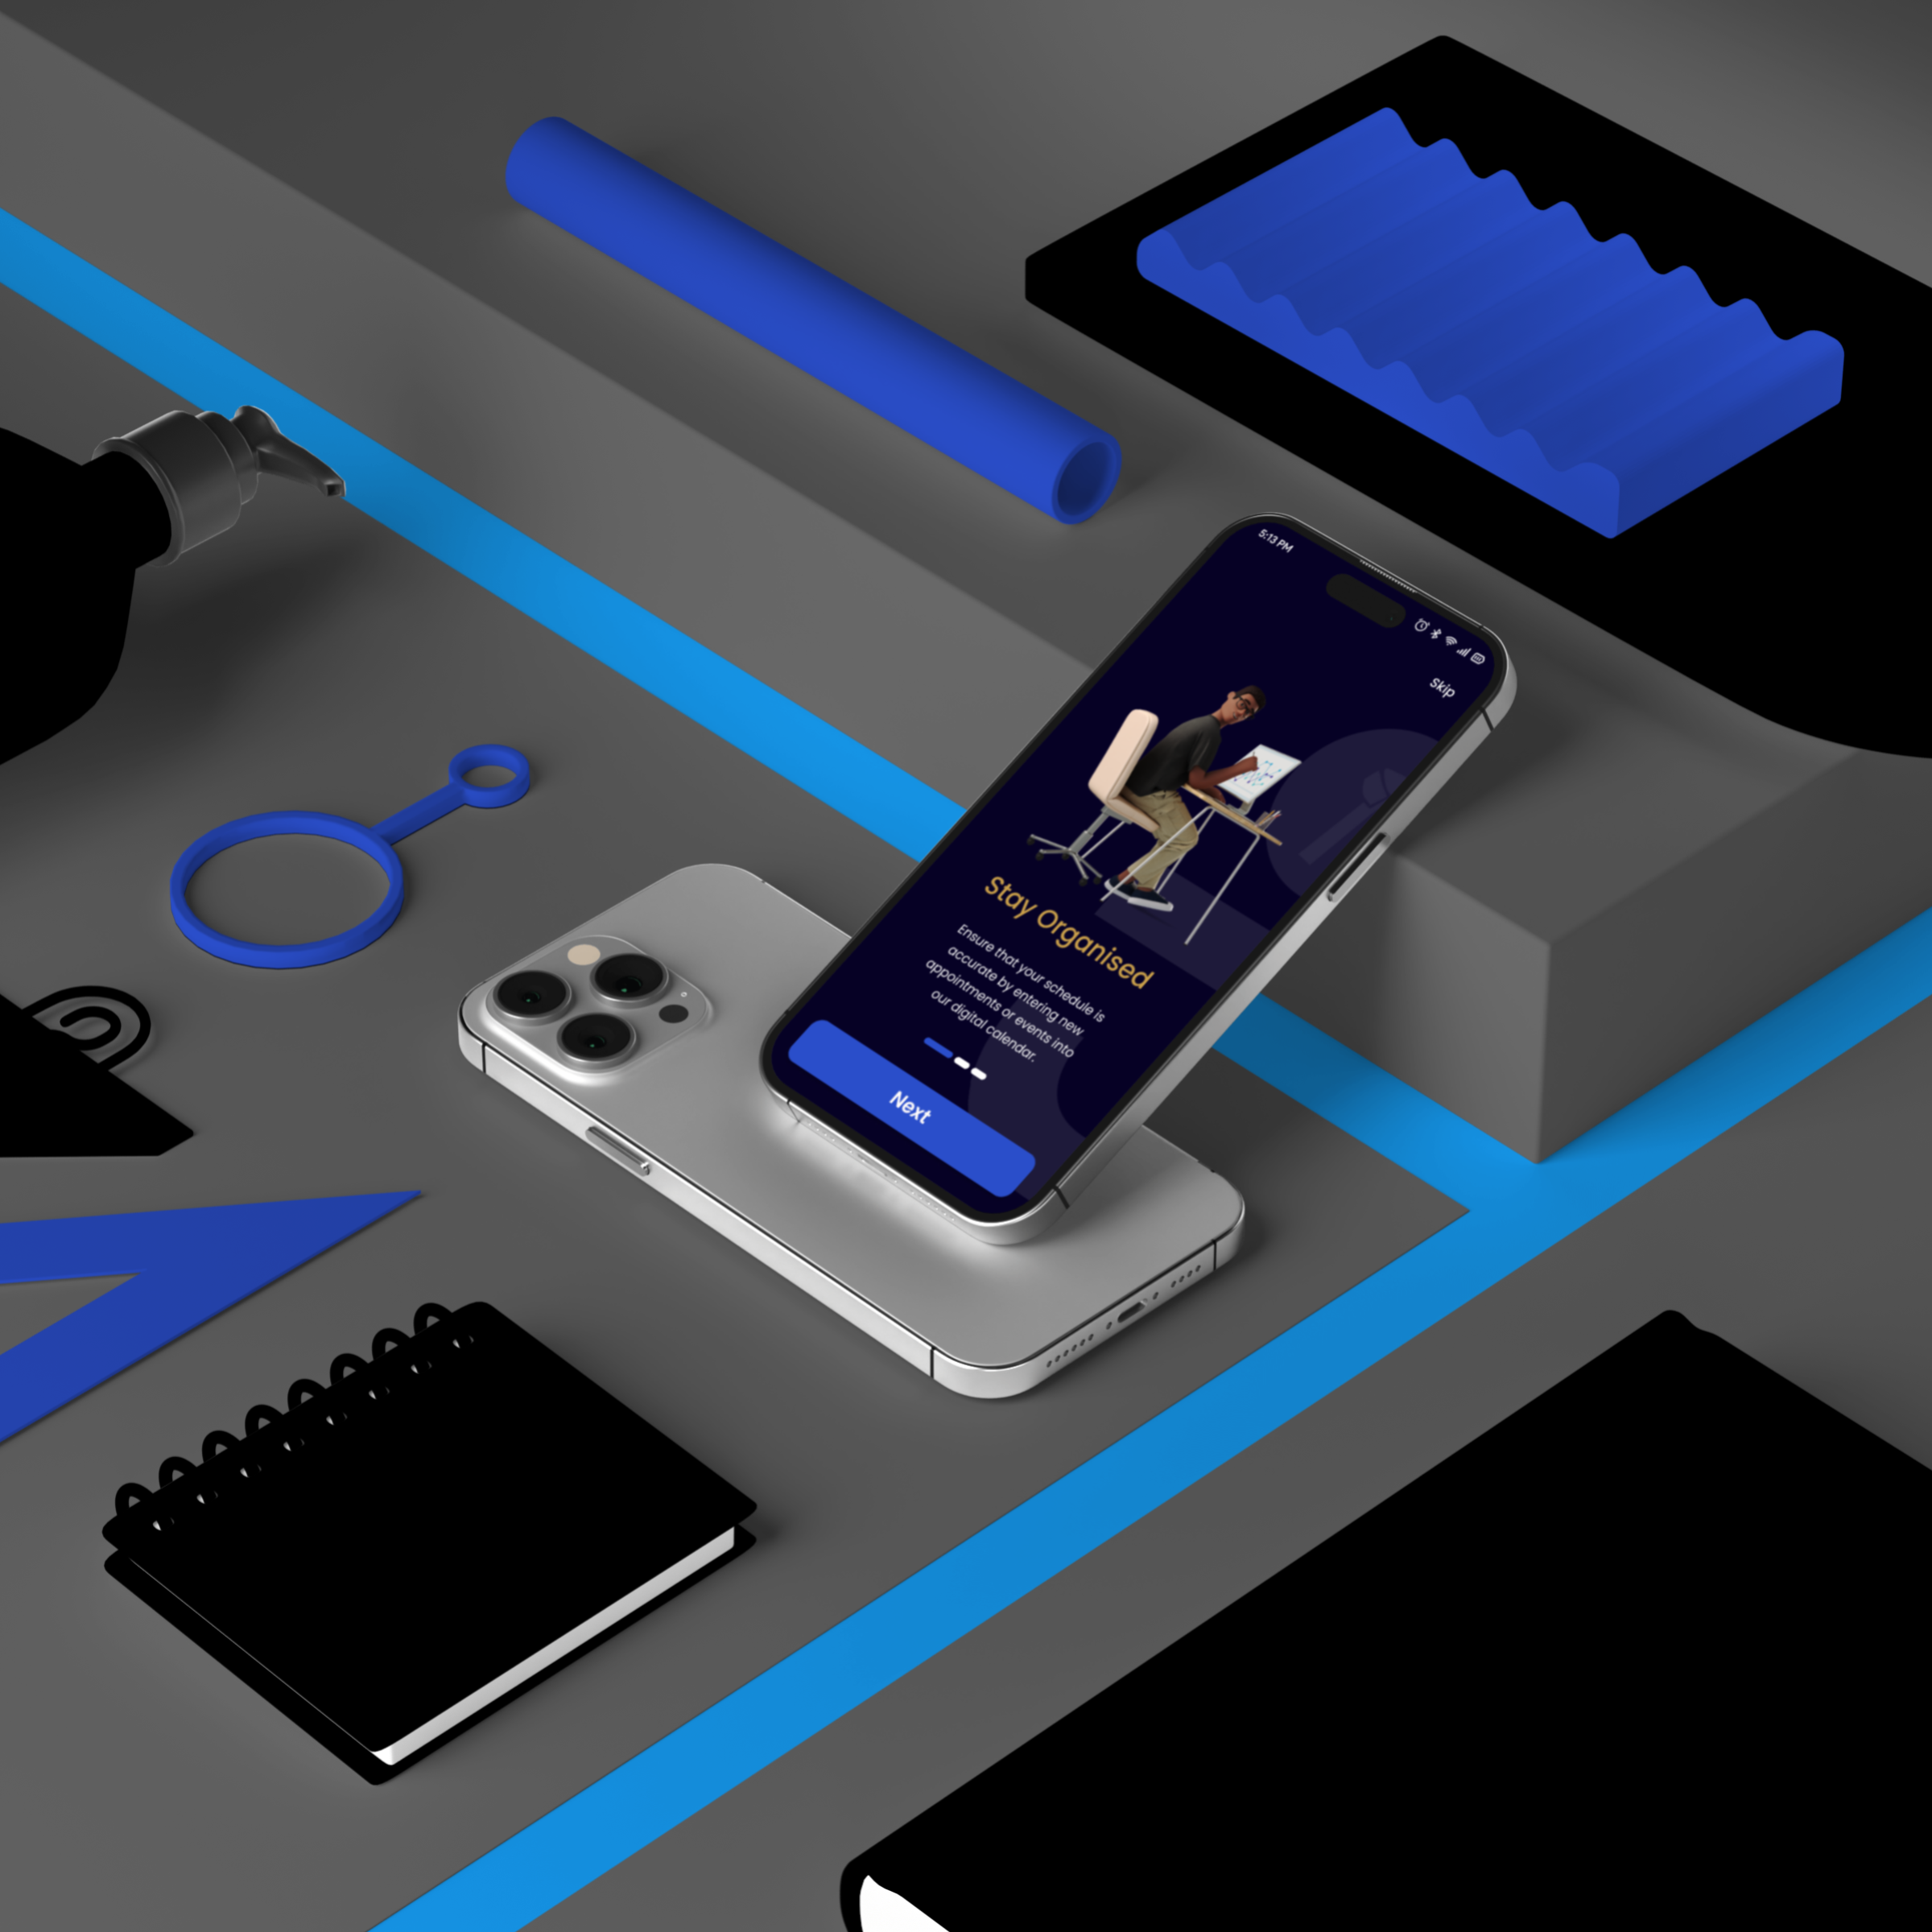 5:13 PM
skip
Stay Organised
Ensure that your schedule is
accurate by entering new
appointments or events into
our digital calendar.
Next